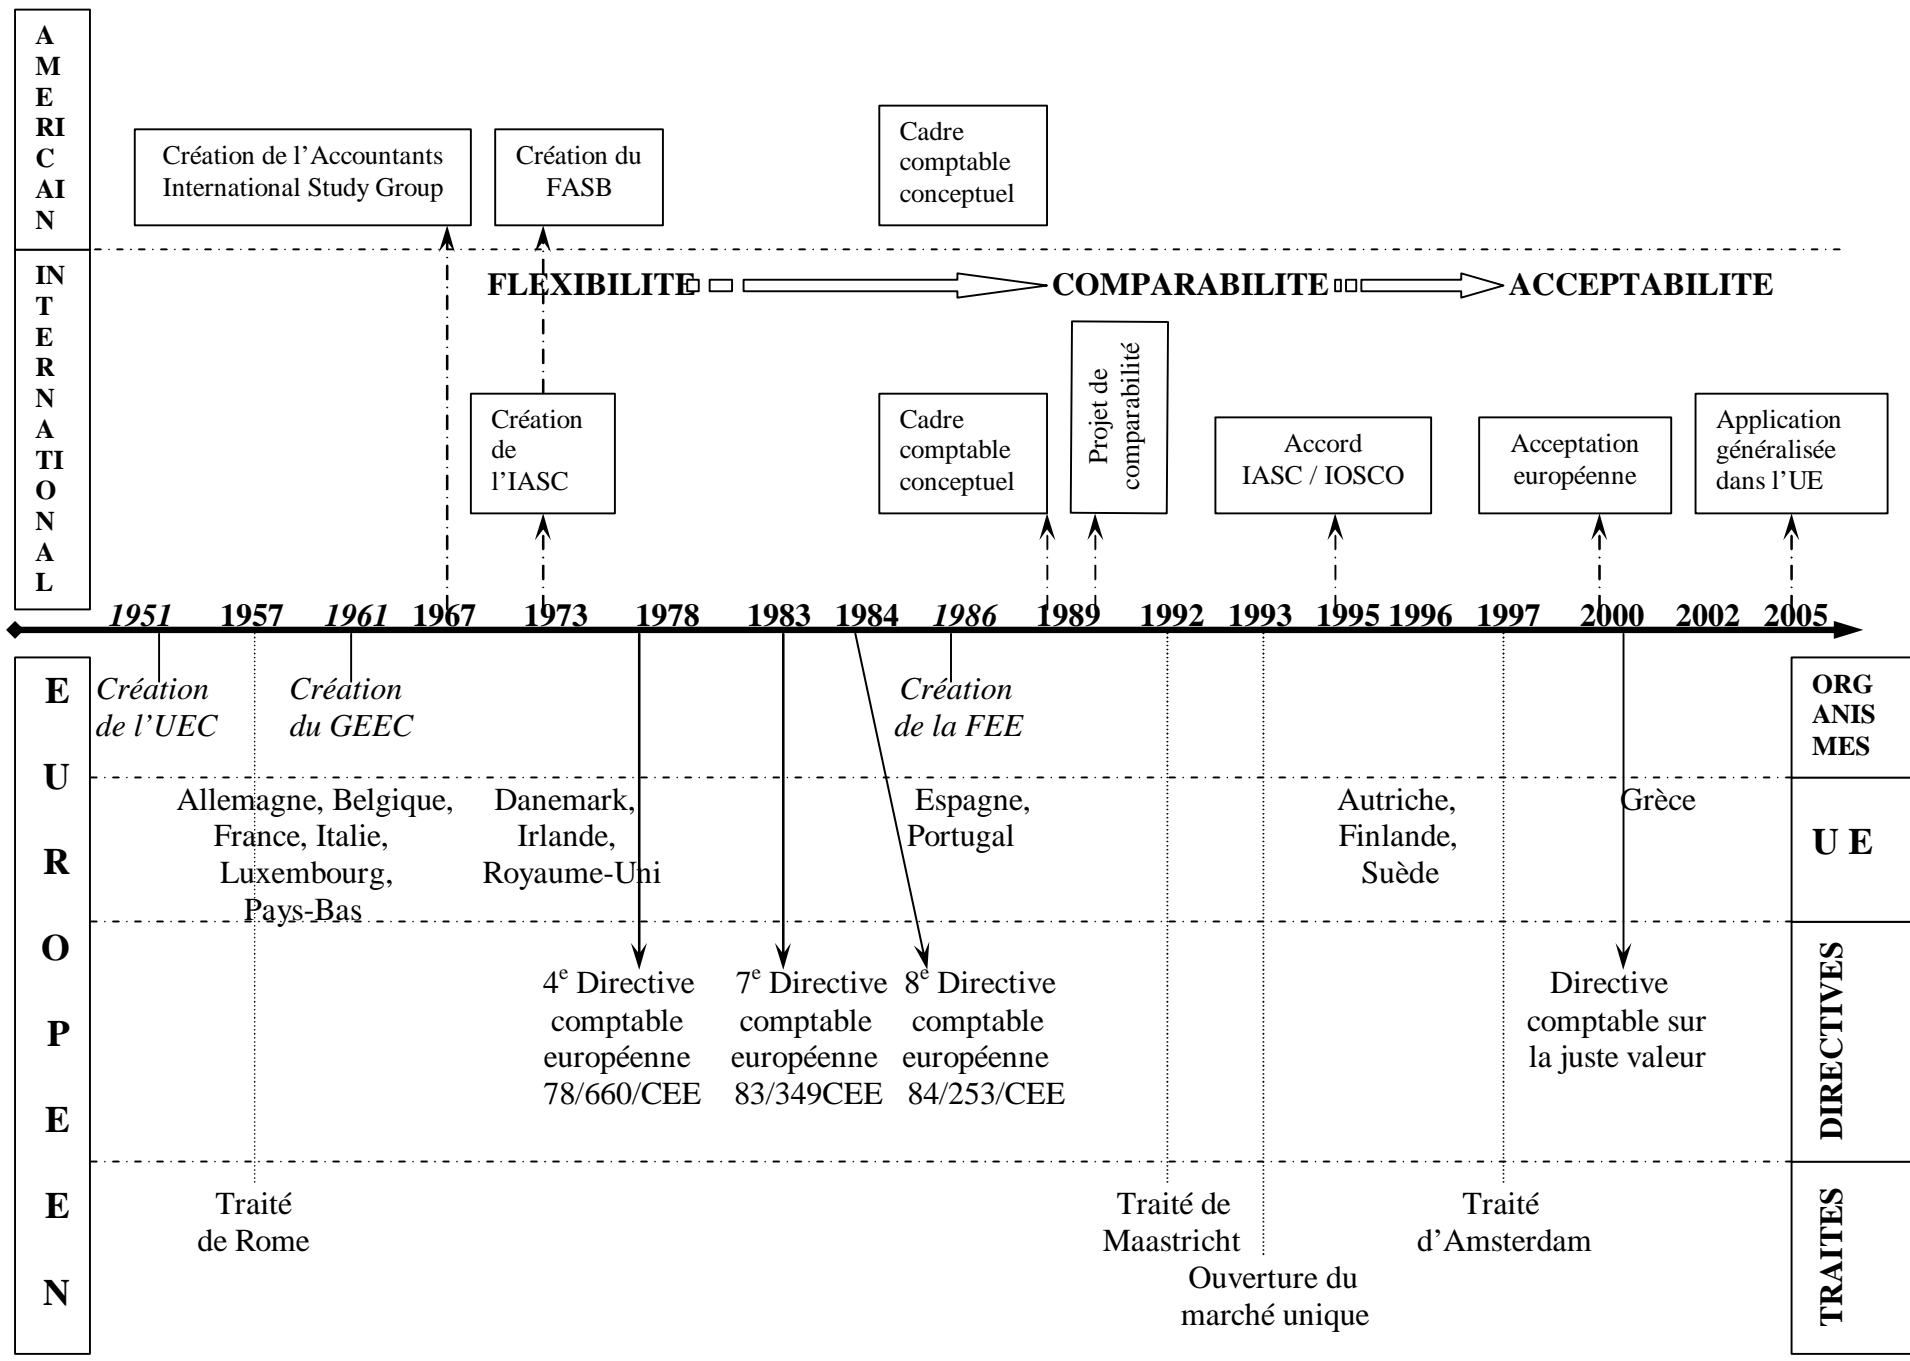 A
M
E
RI
C
AI
N
Création de l’Accountants
International Study Group
Création du
FASB
Cadre
comptable
conceptuel
IN
T
E
R
N
A
TI
O
N
A
L
FLEXIBILITE
COMPARABILITE
ACCEPTABILITE
Création
de
l’IASC
Cadre
comptable
conceptuel
Projet de
comparabilité
Accord
IASC / IOSCO
Acceptation
européenne
Application
généralisée
dans l’UE
1951 1957 1961 1967 1973 1978 1983 1984 1986 1989 1992 1993 1995 1996 1997 2000 2002 2005
E
U
R
O
P
E
E
N
Création
de l’UEC
Création
du GEEC
Création
de la FEE
ORG
ANIS
MES
Allemagne, Belgique,
France, Italie,
Luxembourg,
Pays-Bas
Danemark,
Irlande,
Royaume-Uni
Espagne,
Portugal
Autriche,
Finlande,
Suède
Grèce
U E
4e Directive
comptable
européenne
78/660/CEE
7e Directive
comptable
européenne
83/349CEE
8e Directive
comptable
européenne
84/253/CEE
Directive
comptable sur
la juste valeur
DIRECTIVES
Traité
de Rome
Traité de
Maastricht
Ouverture du
marché unique
Traité
d’Amsterdam
TRAITES